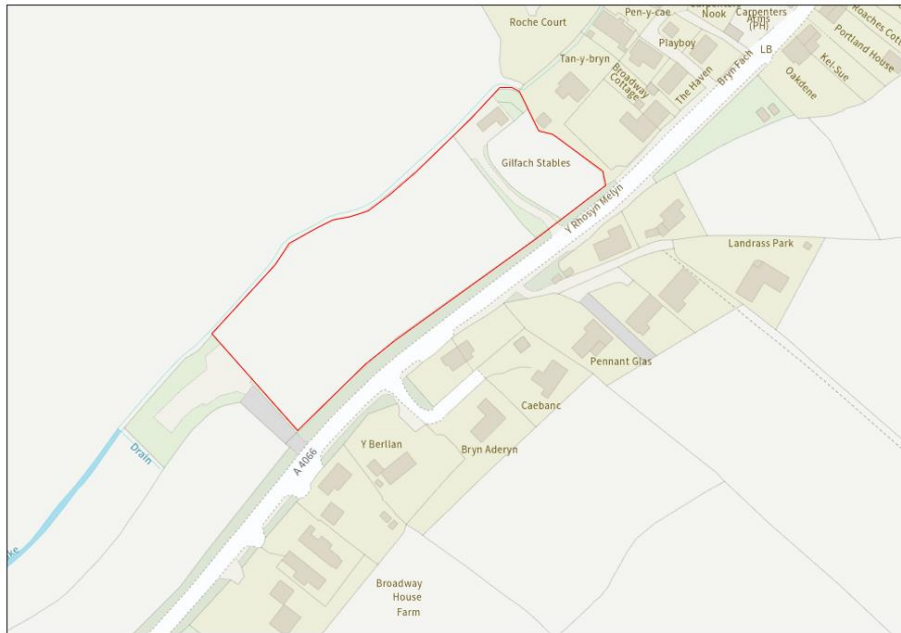 Roche Court
Pen-y-cae
Nook
Carpenters
Arms
(PH)
Roaches Cott
Portland House
Playboy
LB
Bryn Fach
Kel-Sue
Oakdene
Tan-y-bryn
Broadway
Cottage
The Haven
Gilfach Stables
Y Rhosyn Melyn
Landrass Park
Pennant Glas
Caebanc
Bryn Aderyn
Y Berllan
A 4066
Drain
Broadway
House
Farm